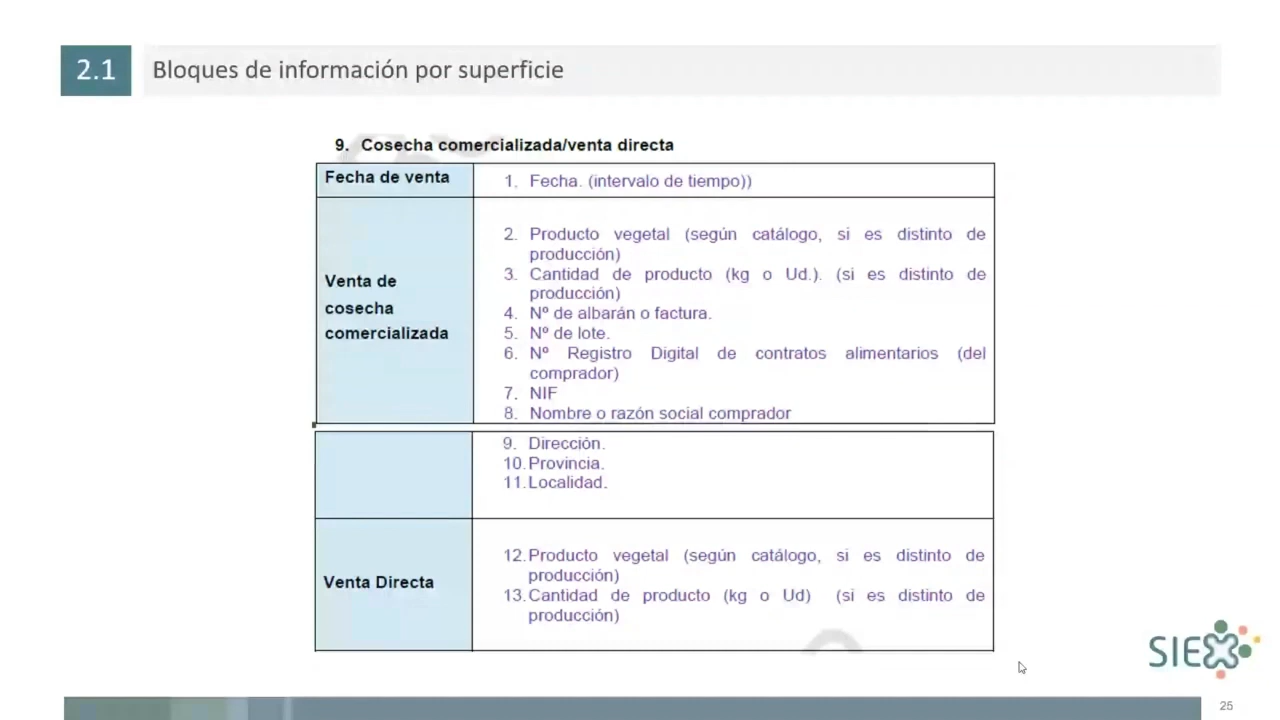 2.1 Bloques de información por superficie
9. Cosecha comercializada/venta directa
Fecha de venta
1. Fecha. (intervalo de tiempo))
Venta de
cosecha
comercializada
2. Producto vegetal (según catálogo, si es distinto de
producción)
3. Cantidad de producto (kg o Ud.). (si es distinto de
producción)
4. Nº de albarán o factura.
5. Nº de lote.
6. Nº Registro Digital de contratos alimentarios (del
comprador)
7. NIF
8. Nombre o razón social comprador
9. Dirección.
10. Provincia.
11. Localidad.
Venta Directa
12. Producto vegetal (según catálogo, si es distinto de
producción)
13. Cantidad de producto (kg o Ud) (si es distinto de
producción)
SIEX
25